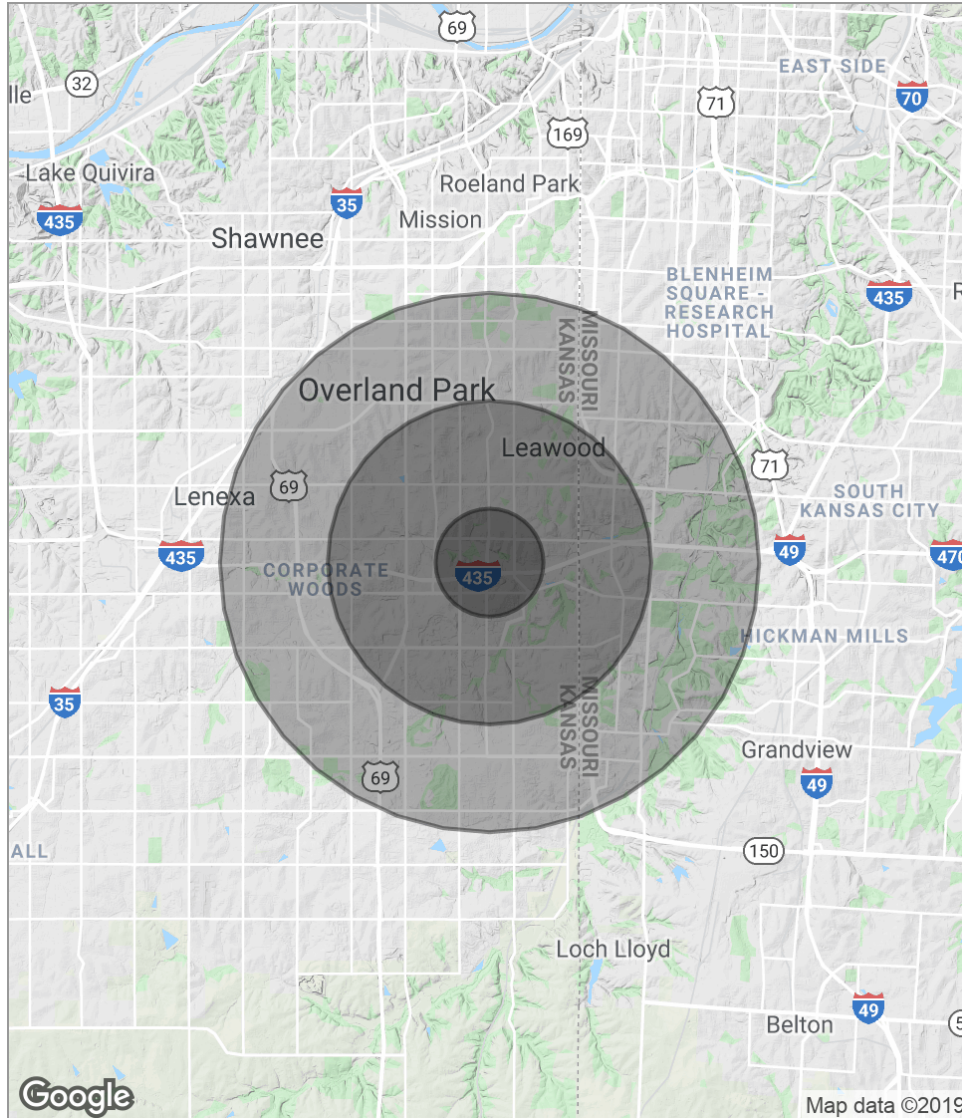 69
EAST SIDE
32
lle
70
71
169
Lake Quivira
Roeland Park
35
435
Mission
Shawnee
BLENHEIM
SQUARE -
RESEARCH
HOSPITAL
435
R
MISSOURI
KANSAS
Overland Park
Leawood
71
69
Lenexa
SOUTH
KANSAS CITY
435
49
470
CORPORATE
WOODS
435
HICKMAN MILLS
35
MISSOURI
KANSAS
Grandview
69
49
150
ALL
Loch Lloyd
49
Belton
5
Google
Map data ©2019